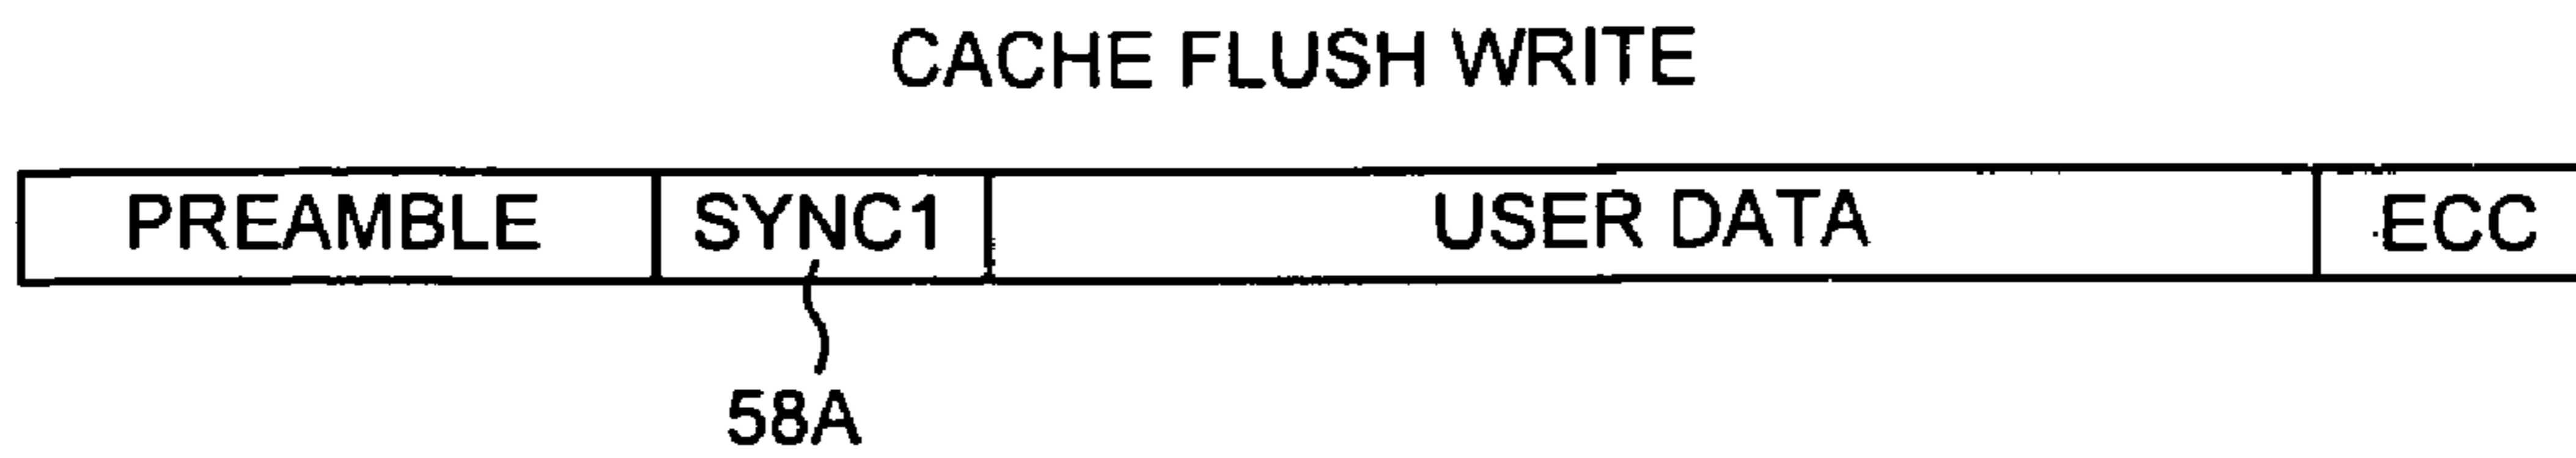 CACHE FLUSH WRITE
PREAMBLE SYNC1 USER DATA ECC
58A